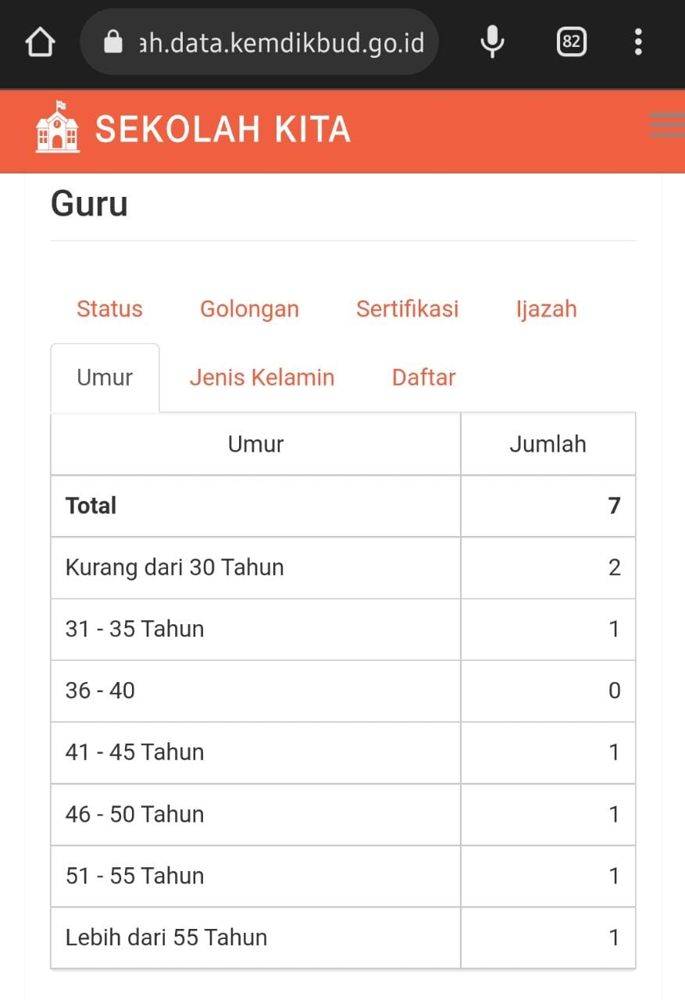 ah.data.kemdikbud.go.id 82
SEKOLAH KITA
Guru
Status Golongan Sertifikasi Ijazah
Umur Jenis Kelamin Daftar
Umur Jumlah
Total 7
Kurang dari 30 Tahun 2
31 - 35 Tahun 1
36 - 40 0
41 - 45 Tahun 1
46 - 50 Tahun 1
51 - 55 Tahun 1
Lebih dari 55 Tahun 1